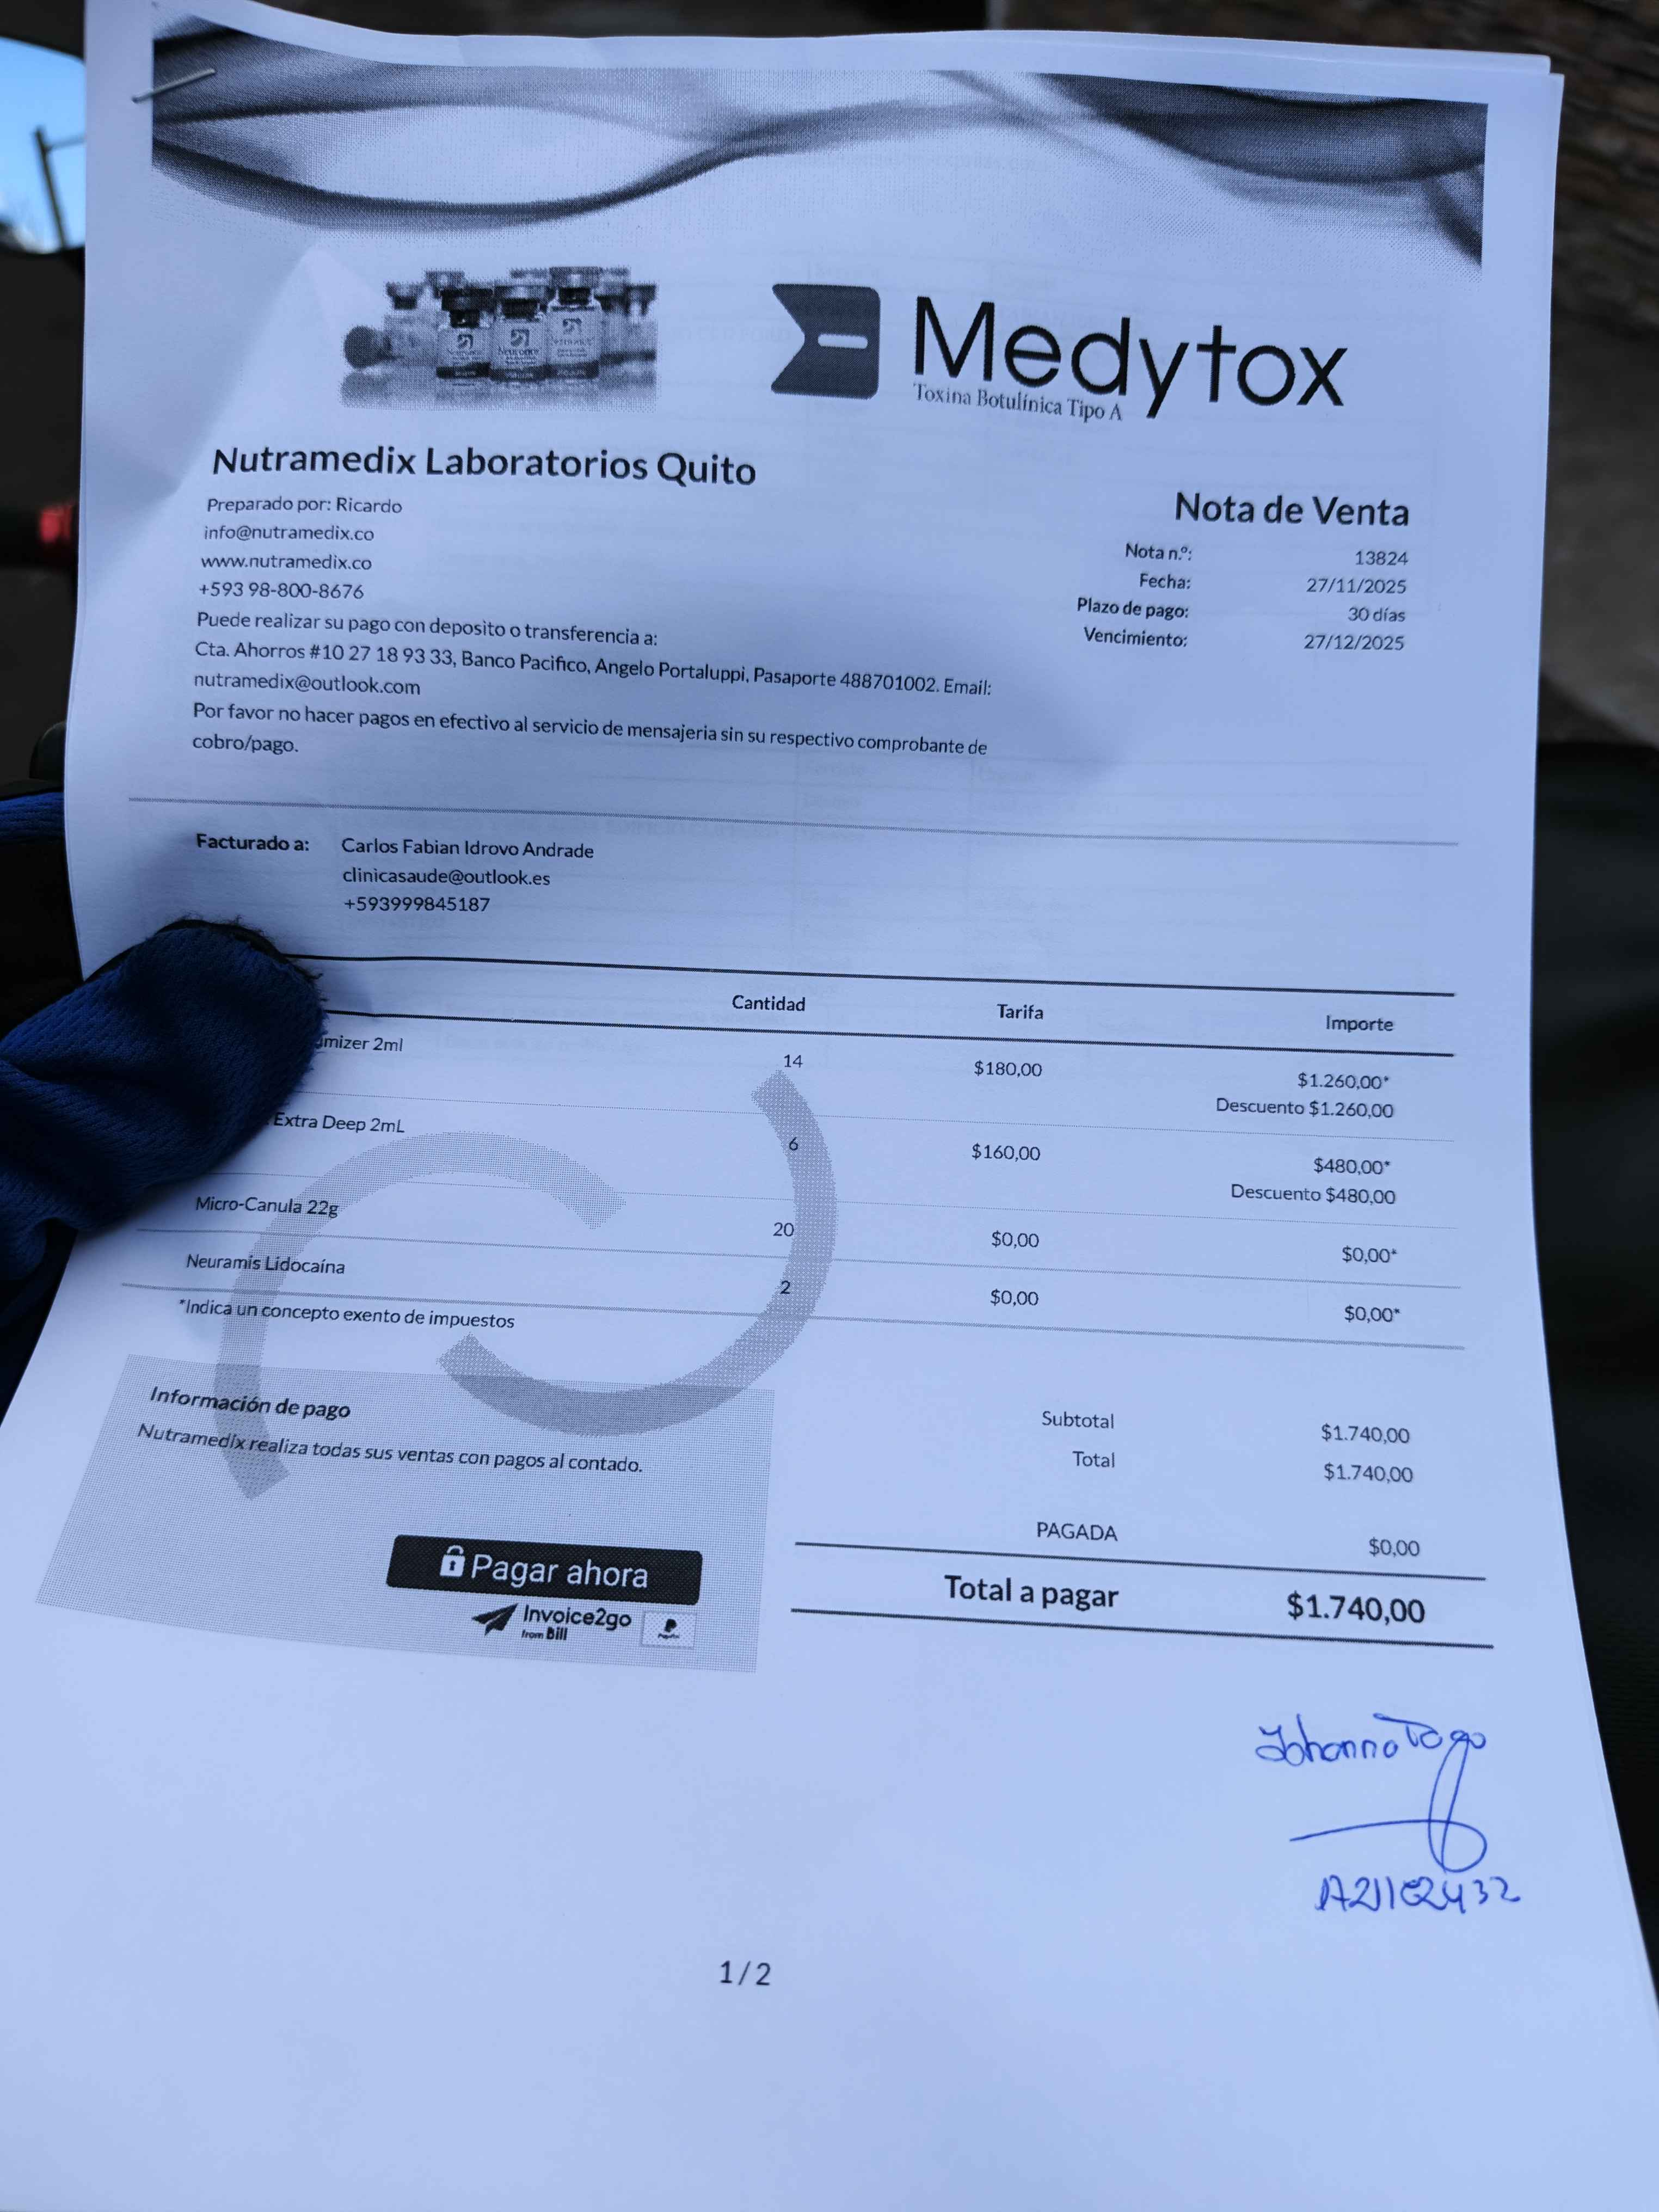 Medytox
Toxina Botulínica Tipo A
Nutramedix Laboratorios Quito
Preparado por: Ricardo
info@nutramedix.co
www.nutramedix.co
+593 98-800-8676
Puede realizar su pago con deposito o transferencia a:
Cta. Ahorros #10 27 18 93 33, Banco Pacifico, Angelo Portaluppi, Pasaporte 488701002. Email:
nutramedix@outlook.com
Por favor no hacer pagos en efectivo al servicio de mensajeria sin su respectivo comprobante de
cobro/pago.
Nota de Venta
Nota n.º: 13824
Fecha: 27/11/2025
Plazo de pago: 30 días
Vencimiento: 27/12/2025
Facturado a: Carlos Fabian Idrovo Andrade
clinicasaude@outlook.es
+593999845187
Cantidad Tarifa Importe
mizer 2ml 14 $180,00 $1.260,00*
Descuento $1.260,00
Extra Deep 2mL 6 $160,00 $480,00*
Descuento $480,00
Micro-Canula 22g 20 $0,00 $0,00*
Neuramis Lidocaína 2 $0,00 $0,00*
*Indica un concepto exento de impuestos
Información de pago
Nutramedix realiza todas sus ventas con pagos al contado.
Pagar ahora
Invoice2go
from Bill
Subtotal $1.740,00
Total $1.740,00
PAGADA $0,00
Total a pagar $1.740,00
1/2